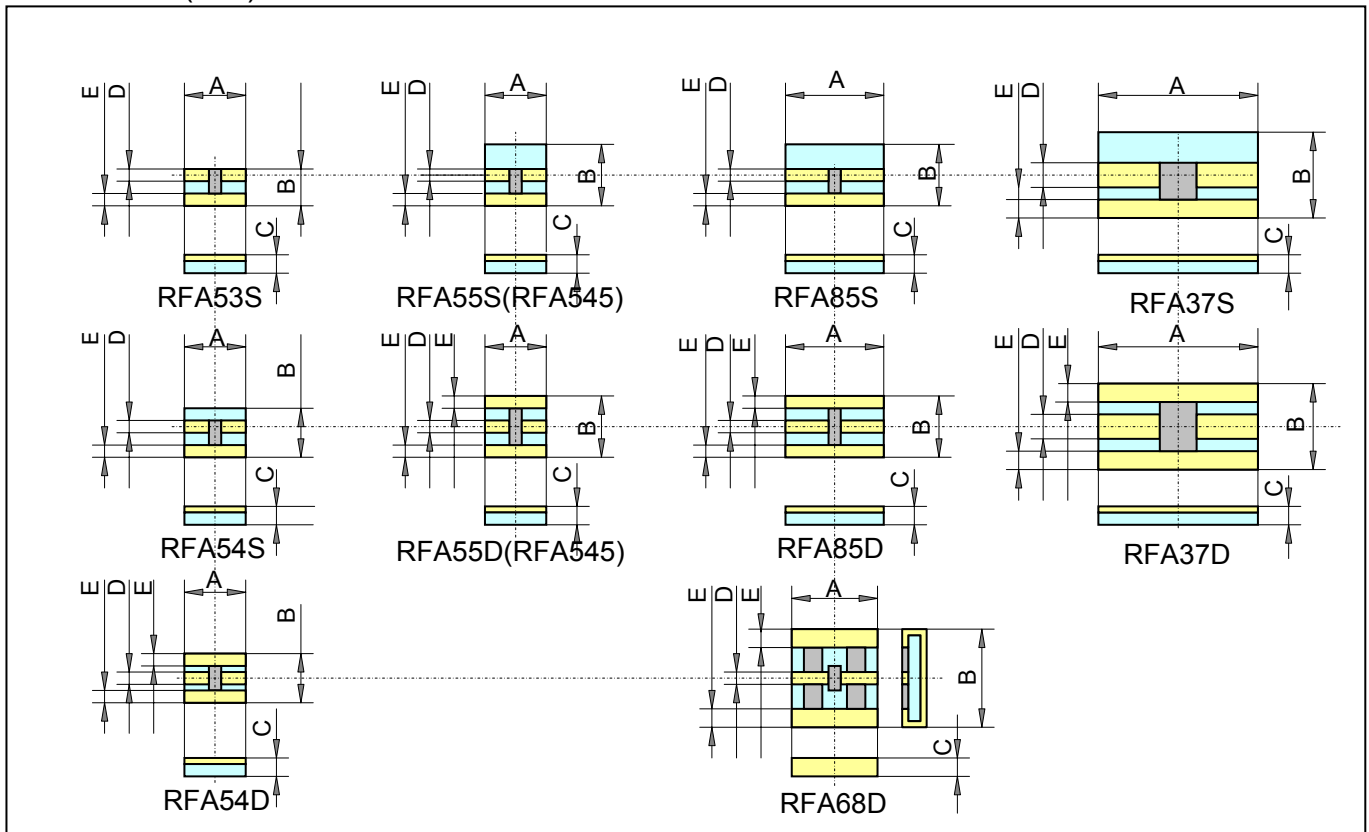 E D A B C
RFA53S
E D A B C
RFA55S(RFA545)
E D A B C
RFA85S
E D A B C
RFA37S
E D A B C
RFA54S
E D E A B C
RFA55D(RFA545)
E D E A B C
RFA85D
E D E A B C
RFA37D
E D E A B C
RFA54D
E D E A B C
RFA68D